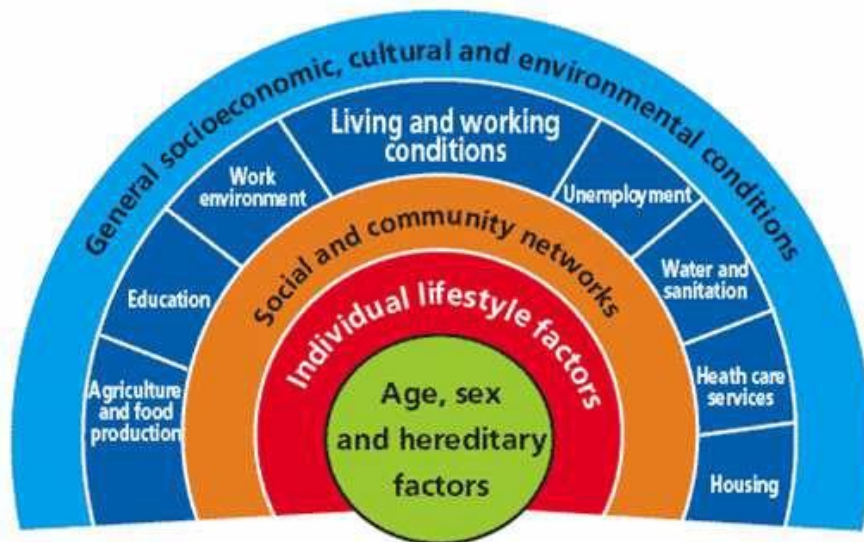 General socioeconomic, cultural and environmental conditions
Living and working
conditions
Work
environment
Unemployment
Education
Water and
sanitation
Agriculture
and food
production
Heath care
services
Housing
Social and community networks
Individual lifestyle factors
Age, sex
and hereditary
factors